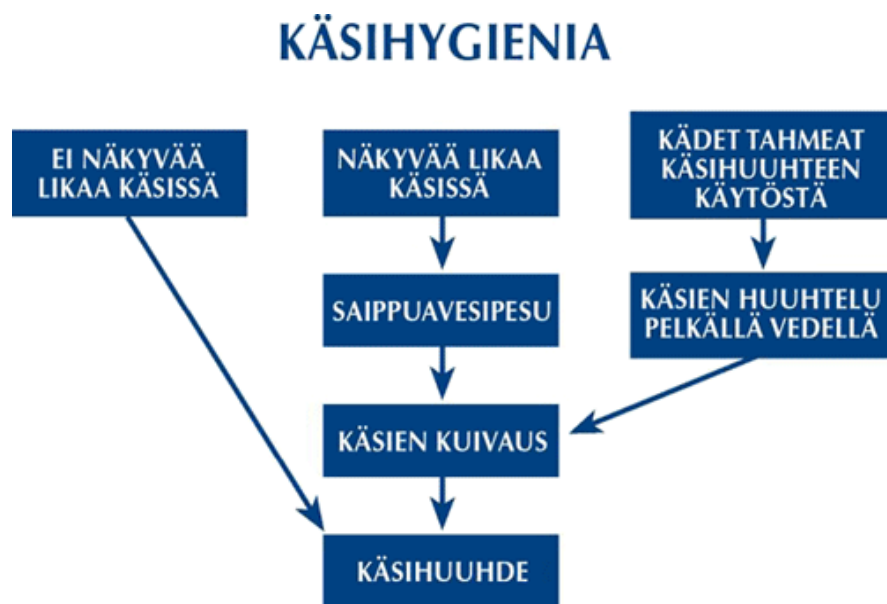 KÄSIHYGIENIA
EI NÄKYVÄÄ
LIKAA KÄSISSÄ
NÄKYVÄÄ LIKAA
KÄSISSÄ
KÄDET TAHMEAT
KÄSIHUUHTEEN
KÄYTÖSTÄ
SAIPPUAVESIPESU
KÄSIEN HUUHTELU
PELKÄLLÄ VEDELLÄ
KÄSIEN KUIVAUS
KÄSIHUUHDE